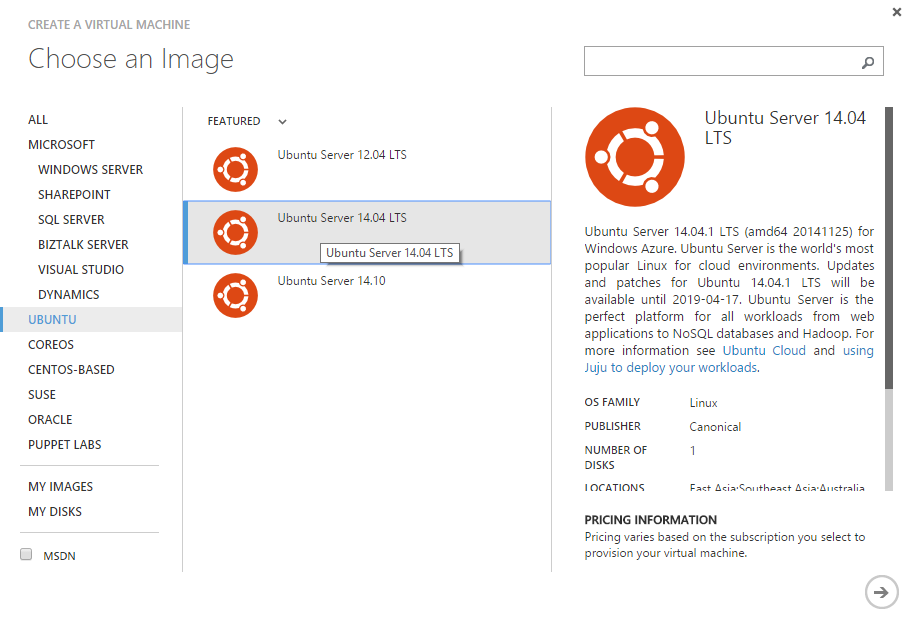 CREATE A VIRTUAL MACHINE
Choose an Image
ALL
MICROSOFT
WINDOWS SERVER
SHAREPOINT
SQL SERVER
BIZTALK SERVER
VISUAL STUDIO
DYNAMICS
UBUNTU
COREOS
CENTOS-BASED
SUSE
ORACLE
PUPPET LABS
MY IMAGES
MY DISKS
MSDN
FEATURED
Ubuntu Server 12.04 LTS
Ubuntu Server 14.04 LTS
Ubuntu Server 14.04 LTS
Ubuntu Server 14.10
Ubuntu Server 14.04
LTS
Ubuntu Server 14.04.1 LTS (amd64 20141125) for
Windows Azure. Ubuntu Server is the world's most
popular Linux for cloud environments. Updates
and patches for Ubuntu 14.04.1 LTS will be
available until 2019-04-17. Ubuntu Server is the
perfect platform for all workloads from web
applications to NoSQL databases and Hadoop. For
more information see Ubuntu Cloud and using
Juju to deploy your workloads.
OS FAMILY Linux
PUBLISHER Canonical
NUMBER OF 1
DISKS
LOCATIONS East Asia;Southeast Asia;Australia
PRICING INFORMATION
Pricing varies based on the subscription you select to
provision your virtual machine.